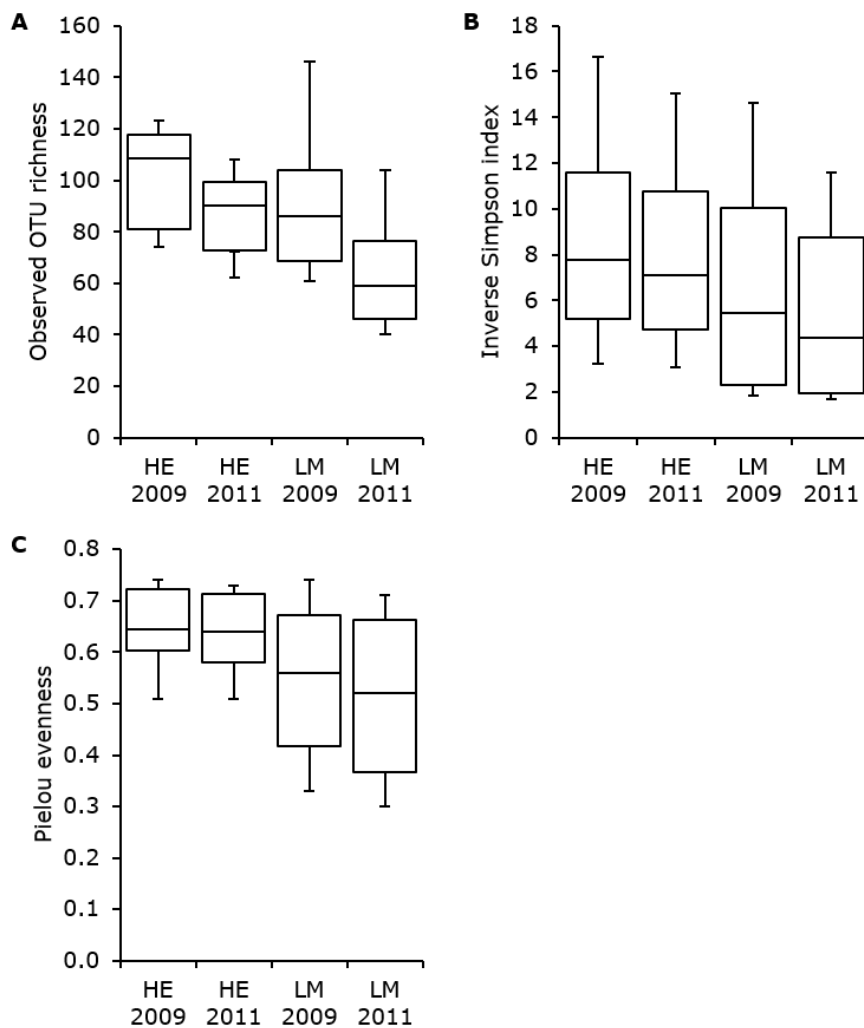 A
Observed OTU richness
160
140
120
100
80
60
40
20
0
HE HE LM LM
2009 2011 2009 2011
B
Inverse Simpson index
18
16
14
12
10
8
6
4
2
0
HE HE LM LM
2009 2011 2009 2011
C
Pielou evenness
0.8
0.7
0.6
0.5
0.4
0.3
0.2
0.1
0.0
HE HE LM LM
2009 2011 2009 2011